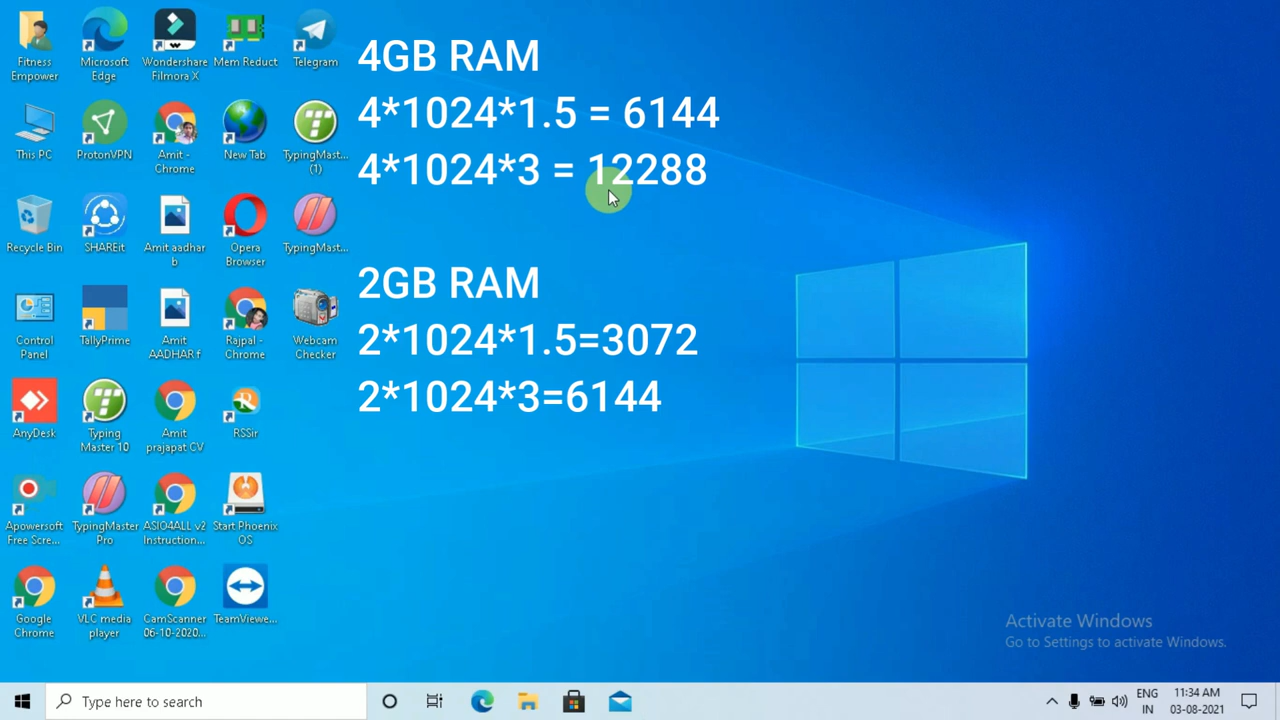 4GB RAM
4*1024*1.5 = 6144
4*1024*3 = 12288
2GB RAM
2*1024*1.5=3072
2*1024*3=6144
Fitness
Empower
Microsoft
Edge
Wondershare
Filmora X
Mem Reduct
Telegram
This PC
ProtonVPN
Amit -
Chrome
New Tab
TypingMast...
(1)
Recycle Bin
SHAREit
Amit aadhar
b
Opera
Browser
TypingMast...
Control
Panel
TallyPrime
Amit
AADHAR f
Rajpal -
Chrome
Webcam
Checker
AnyDesk
Typing
Master 10
Amit
prajapat CV
RSSir
Apowersoft
Free Scre...
TypingMaster
Pro
ASIO4ALL v2
Instruction...
Start Phoenix
OS
Google
Chrome
VLC media
player
CamScanner
06-10-2020...
TeamViewe...
Activate Windows
Go to Settings to activate Windows.
Type here to search
ENG
IN
11:34 AM
03-08-2021